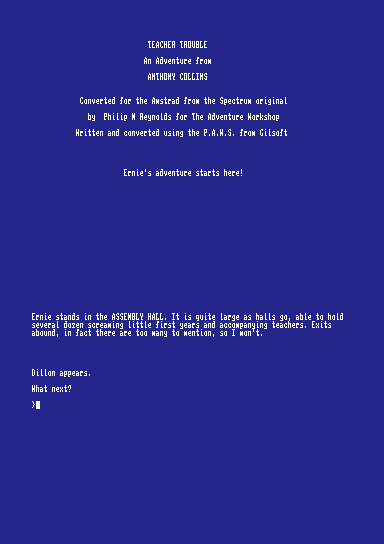 TEACHER TROUBLE
An Adventure from
ANTHONY COLLINS
Converted for the Amstrad from the Spectrum original
by Philip N Reynolds for The Adventure Workshop
Written and converted using the P.A.W.S. from Gilsoft
Ernie's adventure starts here!
Ernie stands in the ASSEMBLY HALL. It is quite large as halls go, able to hold
several dozen screaming little first years and accompanying teachers. Exits
abound, in fact there are too many to mention, so I won't.
Dillon appears.
What next?
>